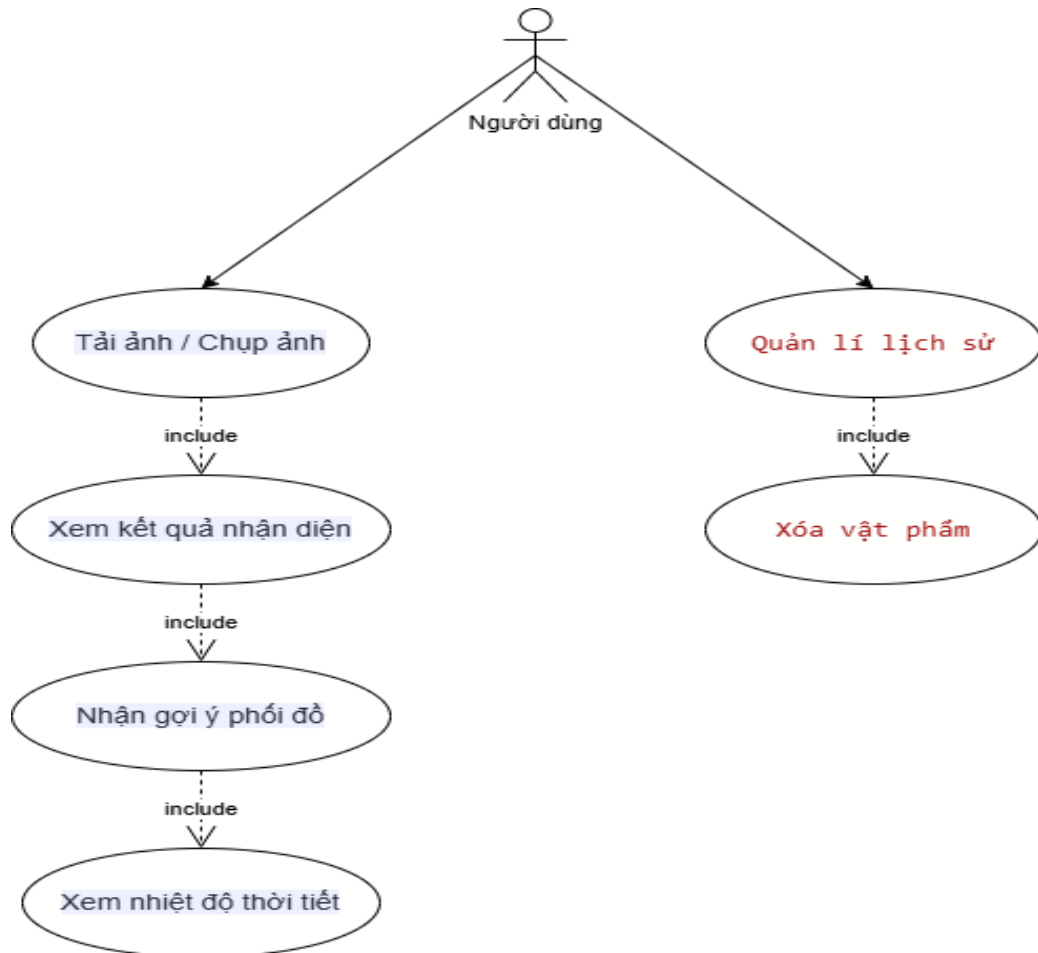 Người dùng
Tải ảnh / Chụp ảnh
Quản lí lịch sử
include
include
Xem kết quả nhận diện
Xóa vật phẩm
include
Nhận gợi ý phối đồ
include
Xem nhiệt độ thời tiết